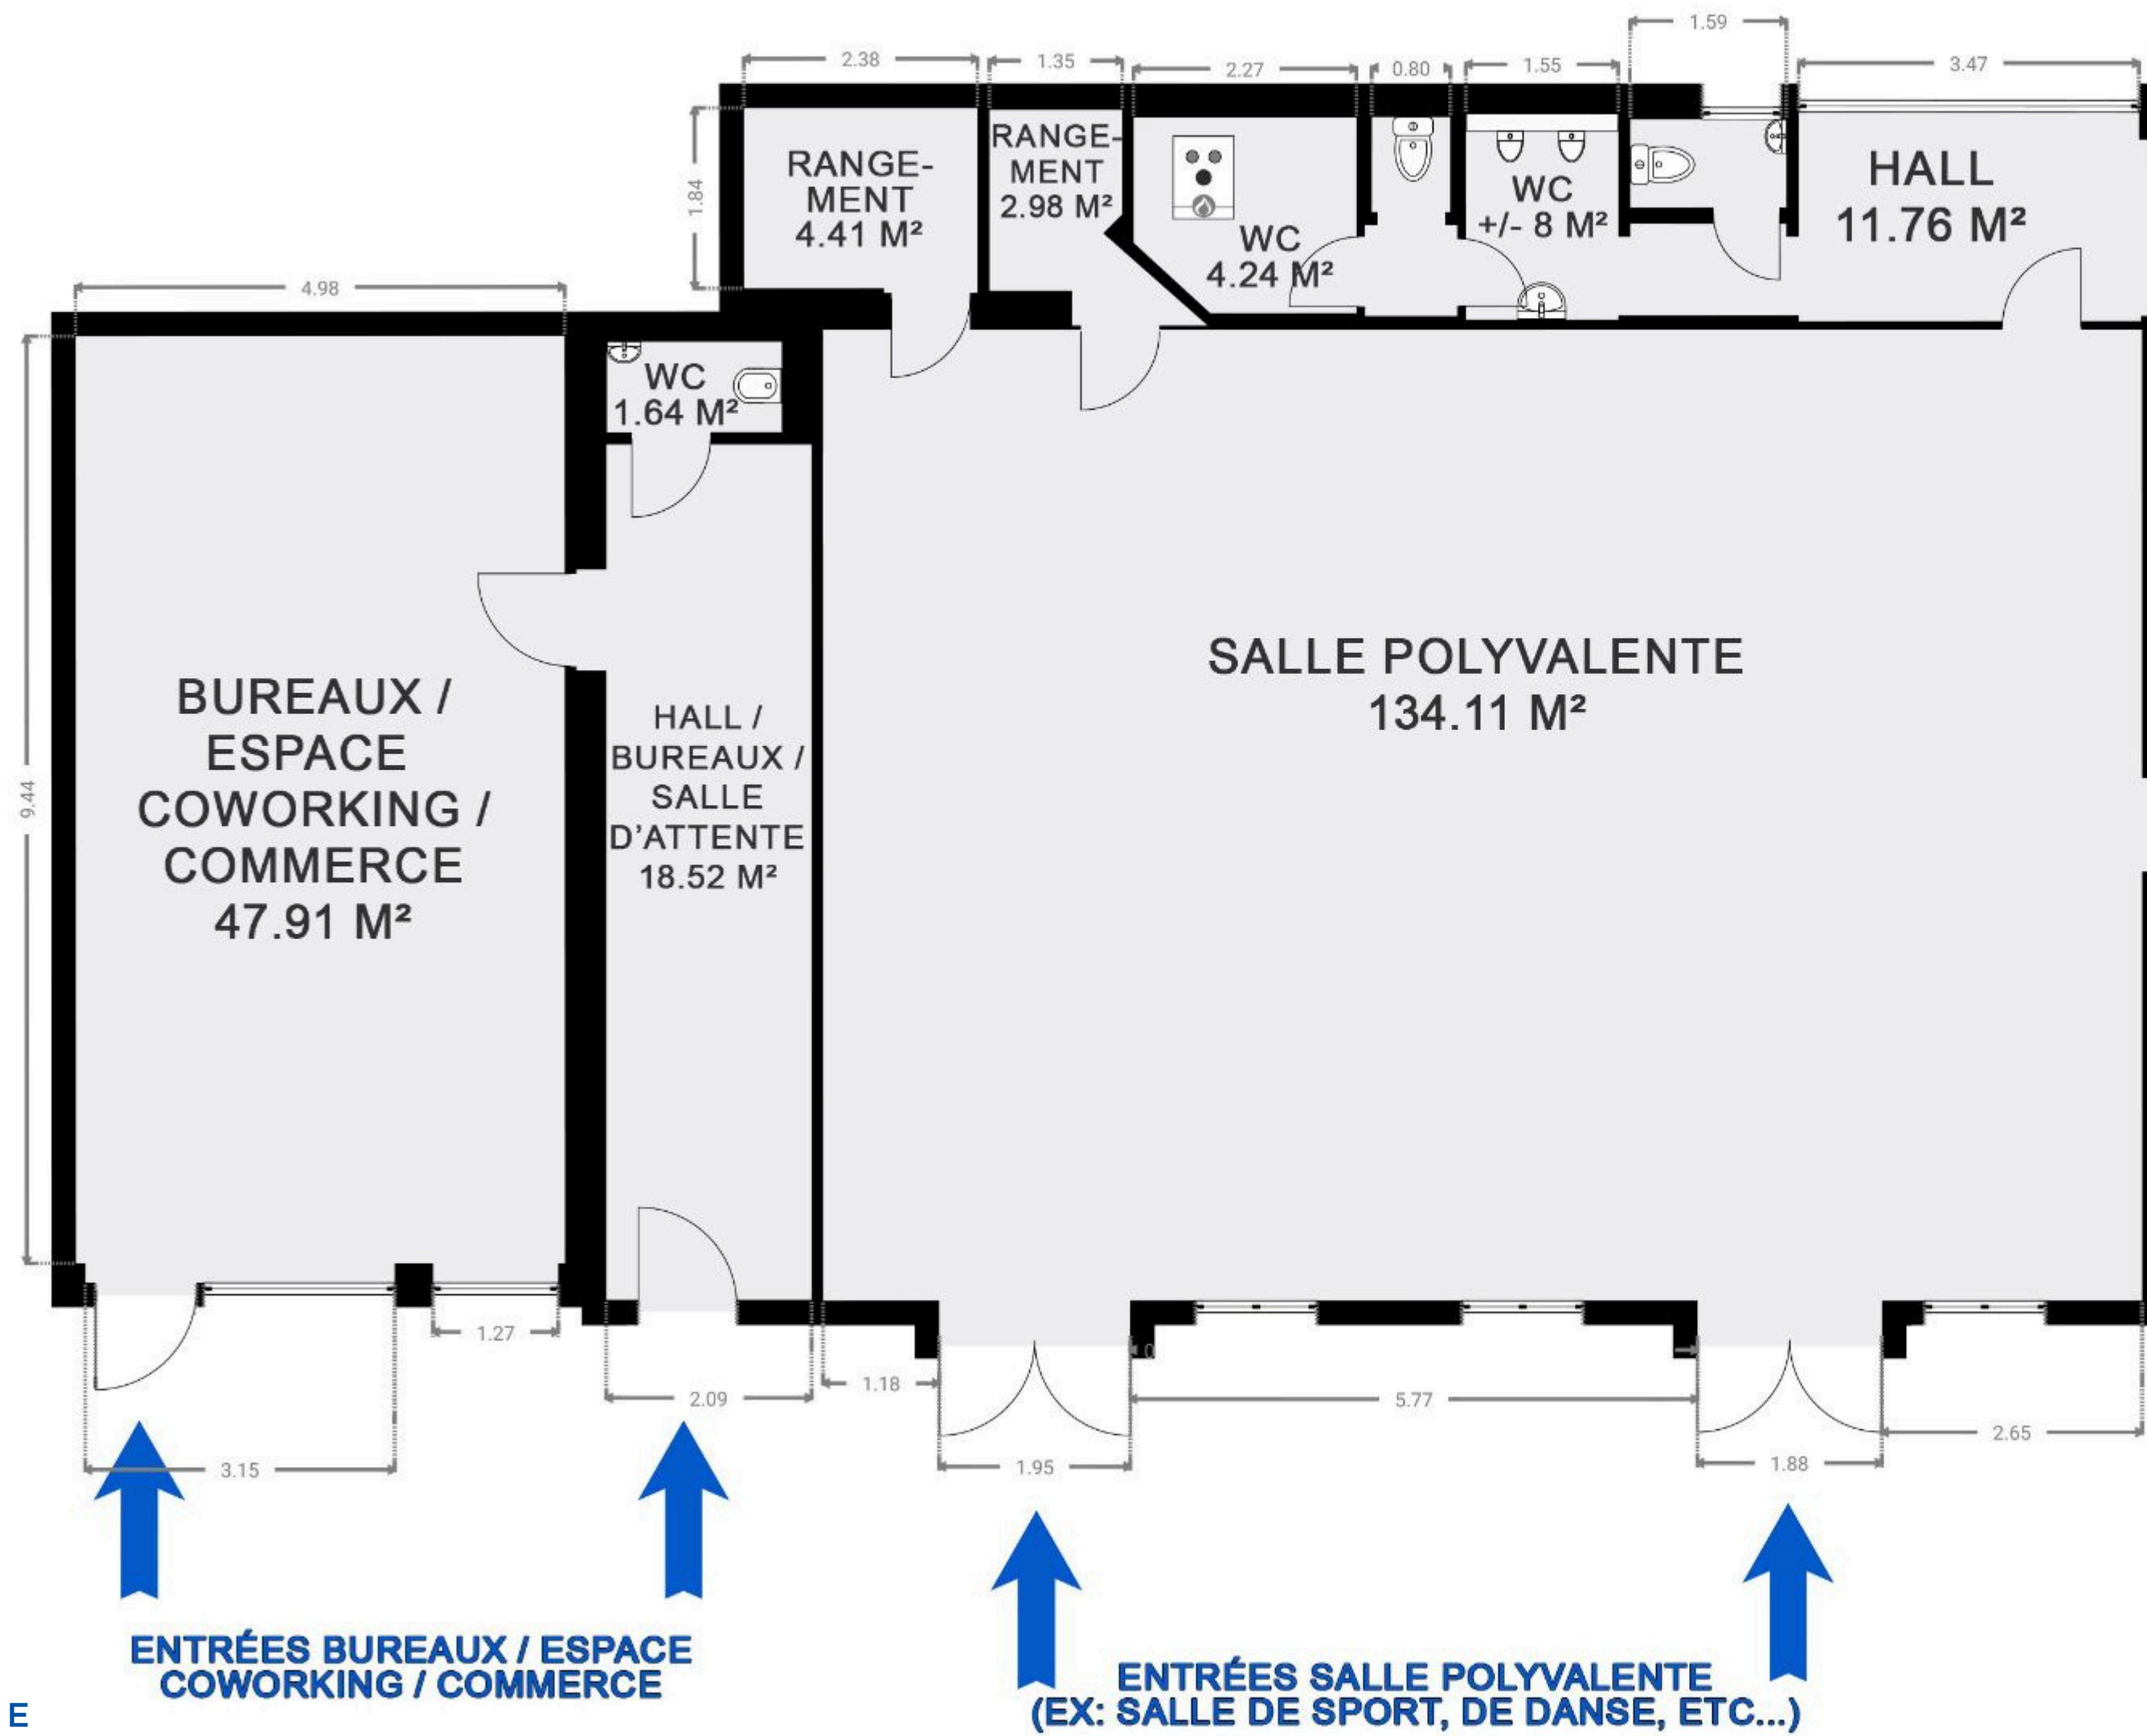 1.59
2.38
1.35
2.27
0.80
1.55
3.47
1.84
RANGE-
MENT
4.41 M²
RANGE-
MENT
2.98 M²
WC
4.24 M²
WC
+/- 8 M²
HALL
11.76 M²
4.98
WC
1.64 M²
9.44
BUREAUX /
ESPACE
COWORKING /
COMMERCE
47.91 M²
HALL /
BUREAUX /
SALLE
D'ATTENTE
18.52 M²
SALLE POLYVALENTE
134.11 M²
1.27
2.09
1.18
5.77
2.65
3.15
1.95
1.88
ENTRÉES BUREAUX / ESPACE
COWORKING / COMMERCE
ENTRÉES SALLE POLYVALENTE
(EX: SALLE DE SPORT, DE DANSE, ETC...)
E